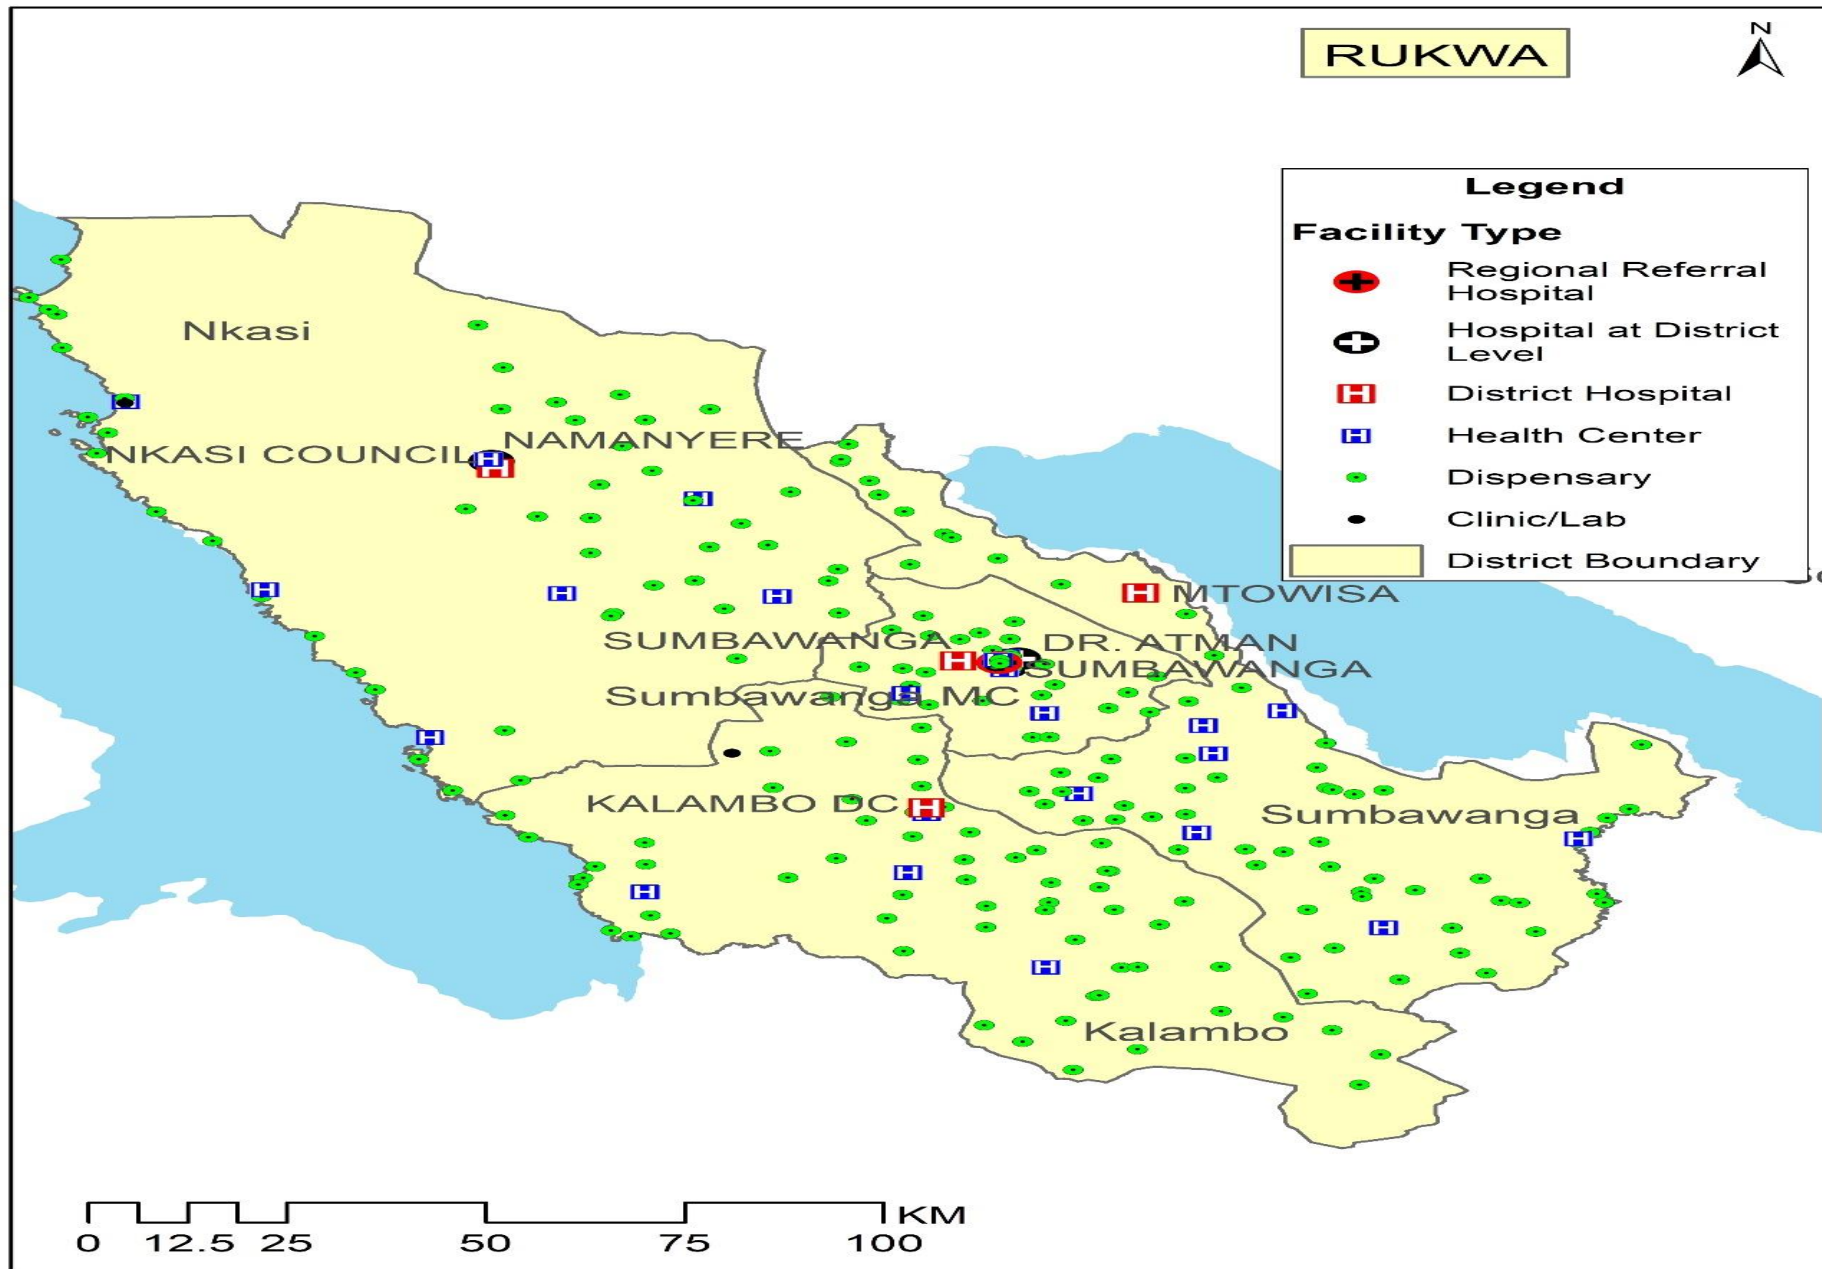 RUKWA
N
Legend
Facility Type
Regional Referral
Hospital
Hospital at District
Level
District Hospital
Health Center
Dispensary
Clinic/Lab
District Boundary
Nkasi
NAMANYERE
NKASI COUNCIL
MTOWISA
SUMBAWANGA
DR. ATMAN
SUMBAWANGA
Sumbawanga MC
KALAMBO DC
Sumbawanga
Kalambo
KM
0 12.5 25 50 75 100